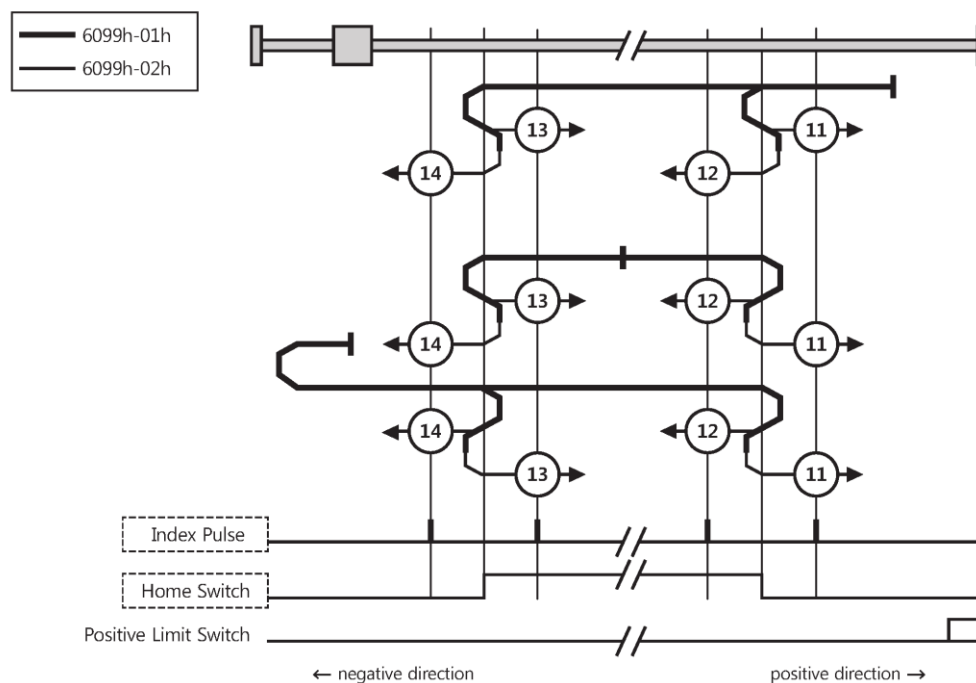 6099h-01h
6099h-02h
13
11
14
12
13
12
14
11
14
12
13
11
Index Pulse
Home Switch
Positive Limit Switch
← negative direction
positive direction →